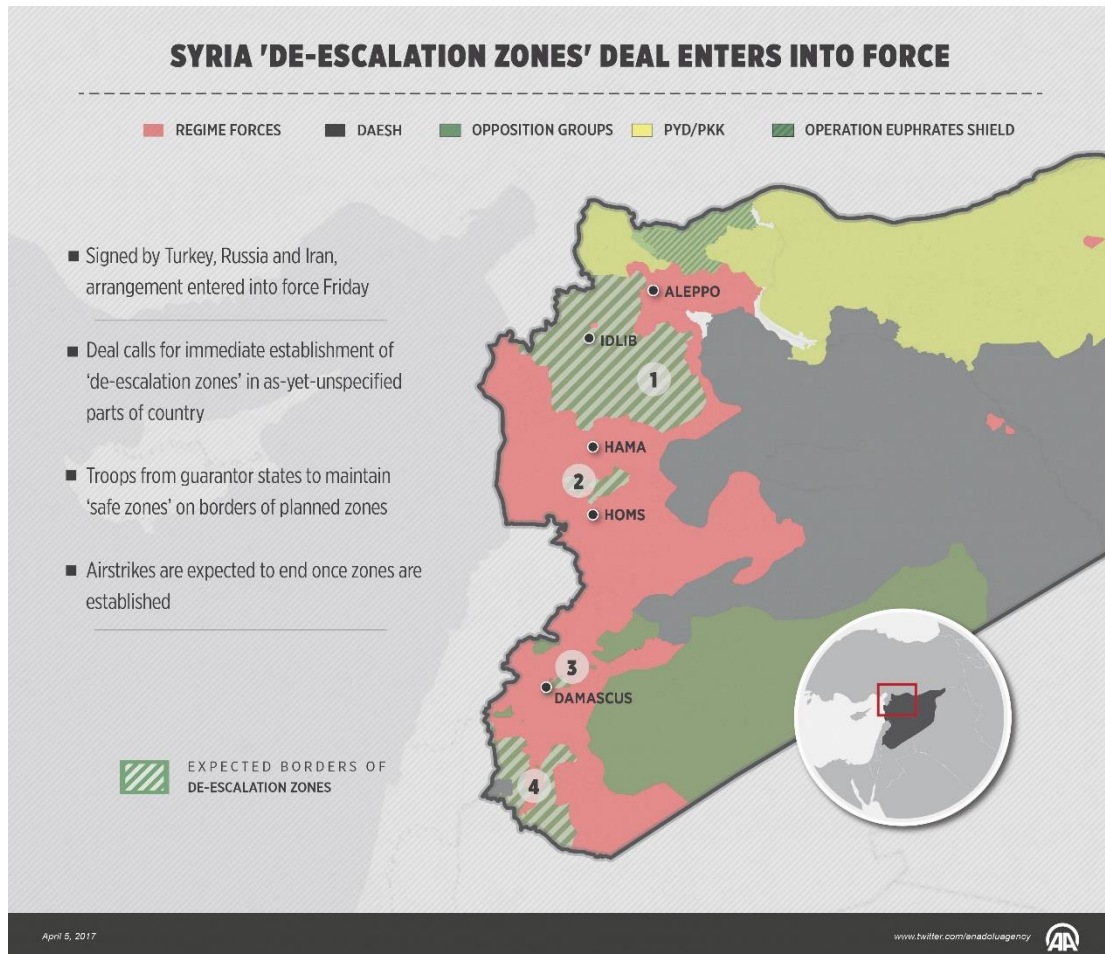 SYRIA 'DE-ESCALATION ZONES' DEAL ENTERS INTO FORCE
REGIME FORCES
DAESH
OPPOSITION GROUPS
PYD/PKK
OPERATION EUPHRATES SHIELD
■ Signed by Turkey, Russia and Iran,
arrangement entered into force Friday
■ Deal calls for immediate establishment of
‘de-escalation zones’ in as-yet-unspecified
parts of country
■ Troops from guarantor states to maintain
‘safe zones’ on borders of planned zones
■ Airstrikes are expected to end once zones are
established
ALEPPO
IDLIB
1
HAMA
2
HOMS
3
DAMASCUS
4
EXPECTED BORDERS OF
DE-ESCALATION ZONES
April 5, 2017
www.twitter.com/anadoluagency
AA